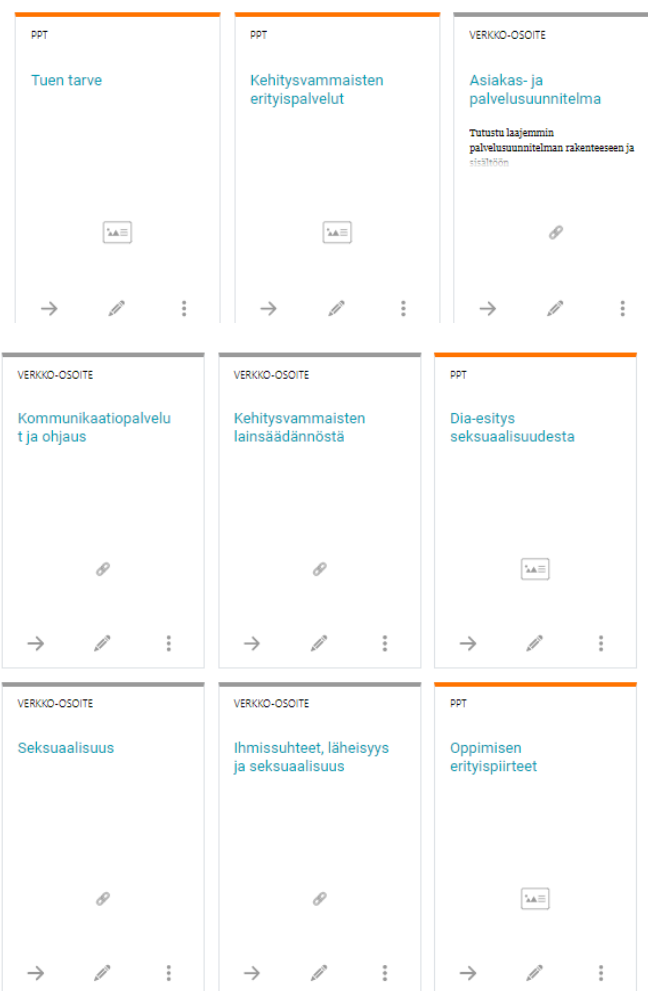 PPT
Tuen tarve
PPT
Kehitysvammaisten
erityispalvelut
VERKKO-OSOITE
Asiakas- ja
palvelusuunnitelma
Tutustu laajemmin
palvelusuunnitelman rakenteeseen ja
sisältöön
VERKKO-OSOITE
Kommunikaatiopalvelu
t ja ohjaus
VERKKO-OSOITE
Kehitysvammaisten
lainsäädännöstä
PPT
Dia-esitys
seksuaalisuudesta
VERKKO-OSOITE
Seksuaalisuus
VERKKO-OSOITE
Ihmissuhteet, läheisyys
ja seksuaalisuus
PPT
Oppimisen
erityispiirteet